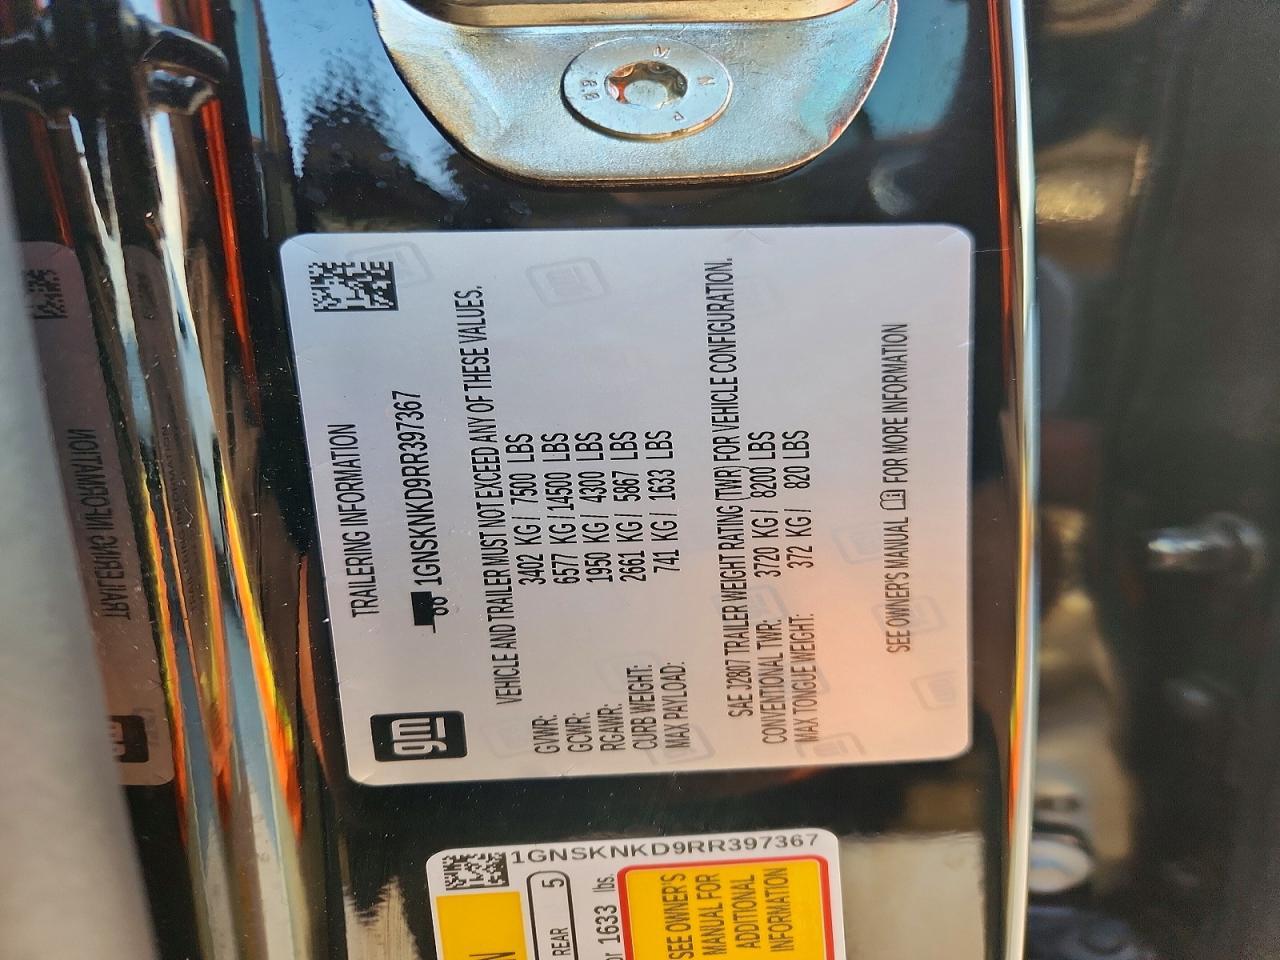 TRAILERING INFORMATION
gm
1GNSKNKD9RR397367
VEHICLE AND TRAILER MUST NOT EXCEED ANY OF THESE VALUES.
GVWR: 3402 KG / 7500 LBS
GCWR: 6577 KG / 14500 LBS
RGAWR: 1950 KG / 4300 LBS
CURB WEIGHT: 2661 KG / 5867 LBS
MAX PAYLOAD: 741 KG / 1633 LBS
SAE J2807 TRAILER WEIGHT RATING (TWR) FOR VEHICLE CONFIGURATION.
CONVENTIONAL TWR: 3720 KG / 8200 LBS
MAX TONGUE WEIGHT: 372 KG / 820 LBS
SEE OWNER'S MANUAL FOR MORE INFORMATION
1GNSKNKD9RR397367
REAR 5
or 1633 lbs.
SEE OWNER'S
MANUAL FOR
ADDITIONAL
INFORMATION